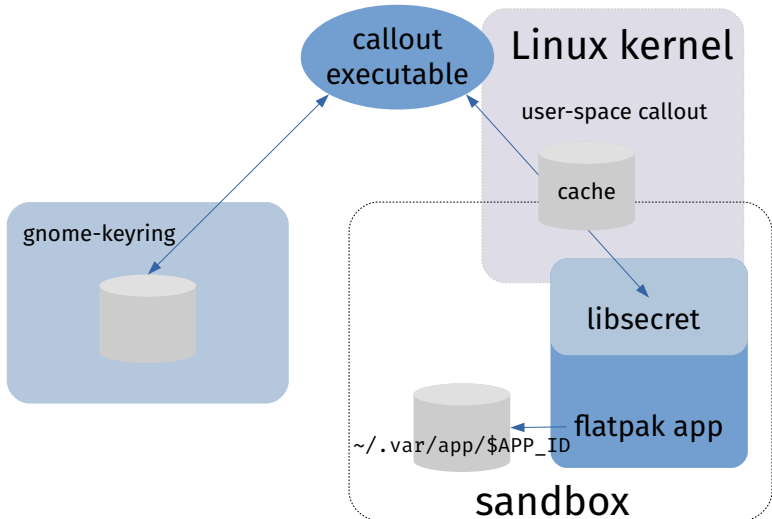 callout
executable
Linux kernel
user-space callout
cache
gnome-keyring
libsecret
flatpak app
~/.var/app/$APP_ID
sandbox